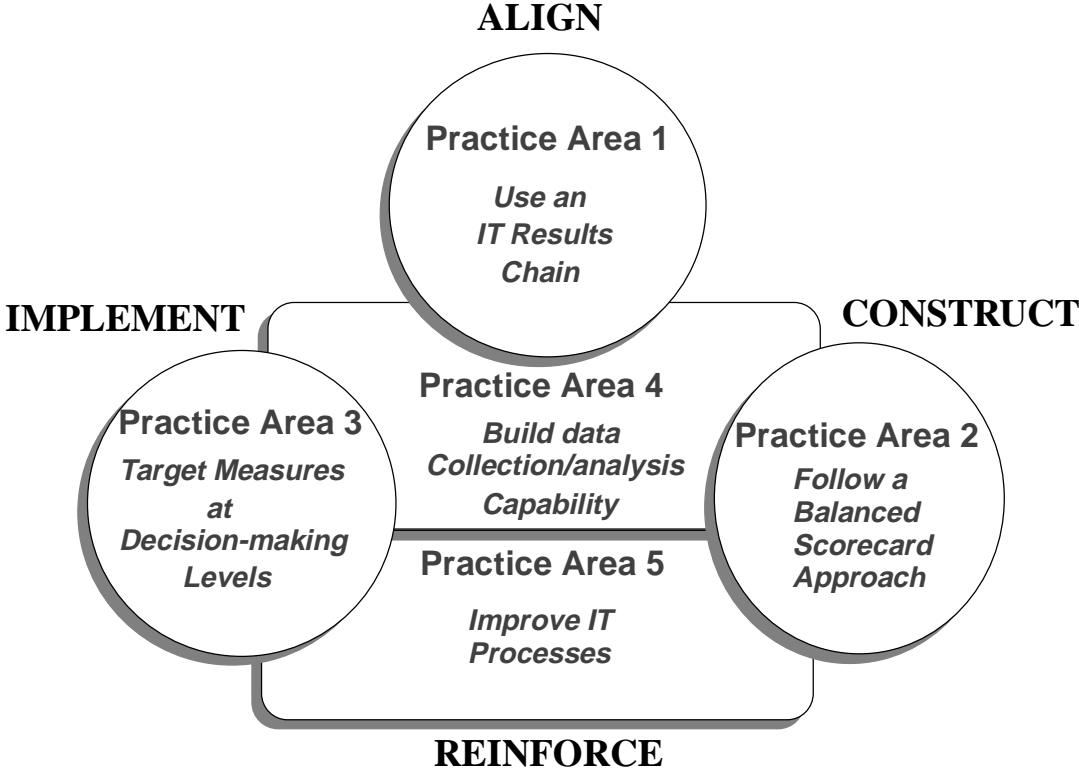 ALIGN
Practice Area 1
Use an
IT Results
Chain
IMPLEMENT
CONSTRUCT
Practice Area 4
Build data
Collection/analysis
Capability
Practice Area 3
Target Measures
at
Decision-making
Levels
Practice Area 2
Follow a
Balanced
Scorecard
Approach
Practice Area 5
Improve IT
Processes
REINFORCE